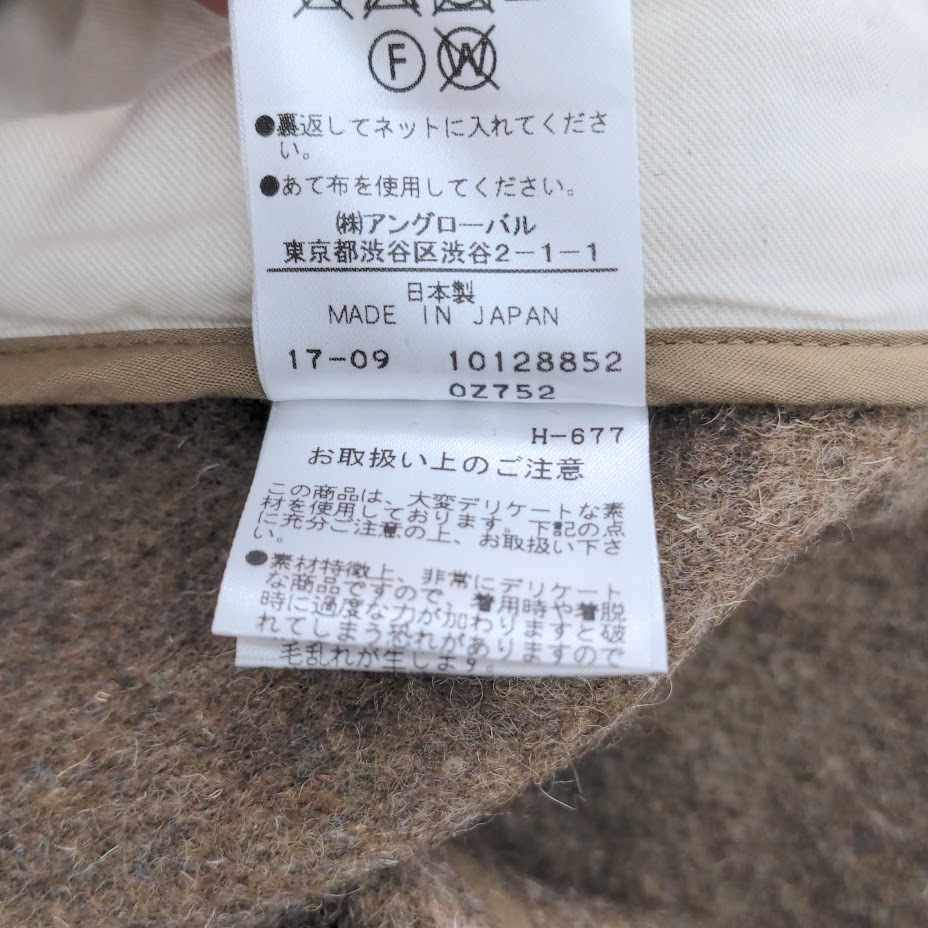 F W
●裏返してネットに入れてくださ
い。
●あて布を使用してください。
㈱アングローバル
東京都渋谷区渋谷2-1-1
日本製
MADE IN JAPAN
17-09 10128852
0Z752
H-677
お取扱い上のご注意
この商品は、大変デリケートな素
材を使用しております。下記の点
に充分ご注意の上、お取扱い下さ
い。
●素材特徴上、非常にデリケート
な商品ですので、着用時や着脱
時に過度な力が加わりますと破
れてしまう恐れがありますので
毛乱れが生じます。